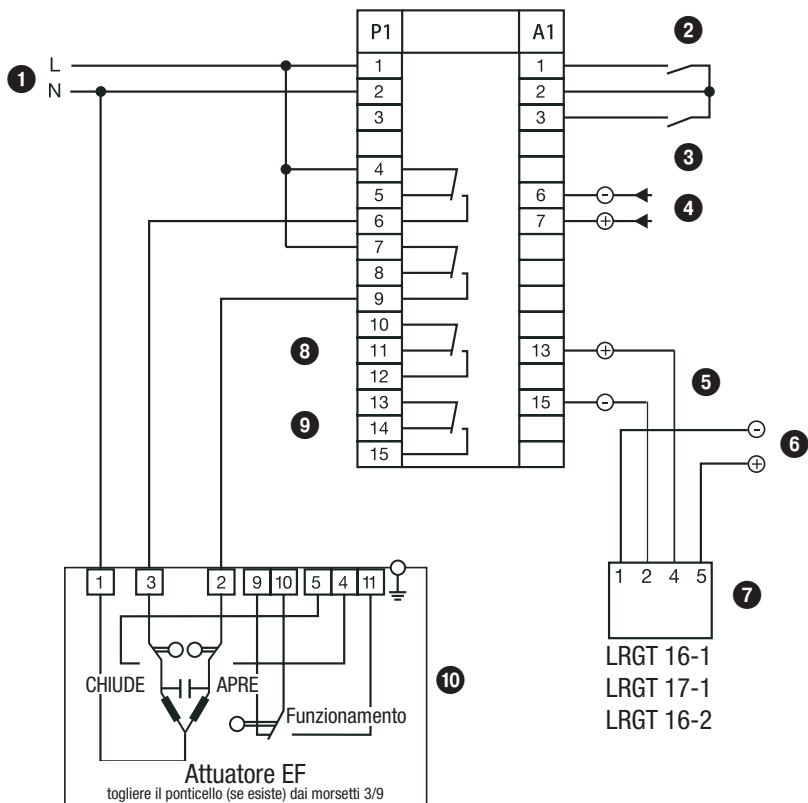 P1 A1
2
1 1
1 L
N 2 2
3 3
3
4
5 6 -
4
6 7 +
7
8
9
10
8 11 13 +
12
5
13 15 -
9 14
- 6
15
+
1 3 2 9 10 5 4 11
1 2 4 5
7
LRGT 16-1
LRGT 17-1
LRGT 16-2
CHIUDE APRE
10
Funzionamento
Attuatore EF
togliere il ponticello (se esiste) dai morsetti 3/9